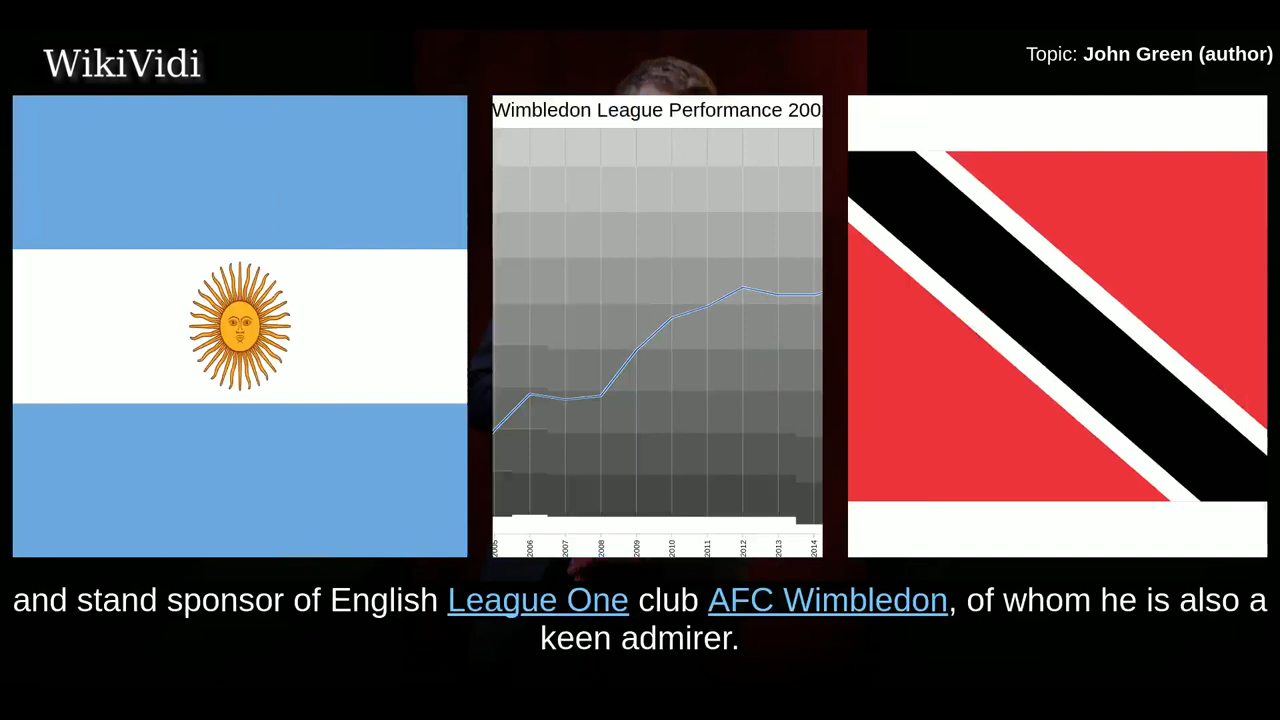 WikiVidi
Topic: John Green (author)
Wimbledon League Performance 200
2005 2006 2007 2008 2009 2010 2011 2012 2013 2014
and stand sponsor of English League One club AFC Wimbledon, of whom he is also a
keen admirer.